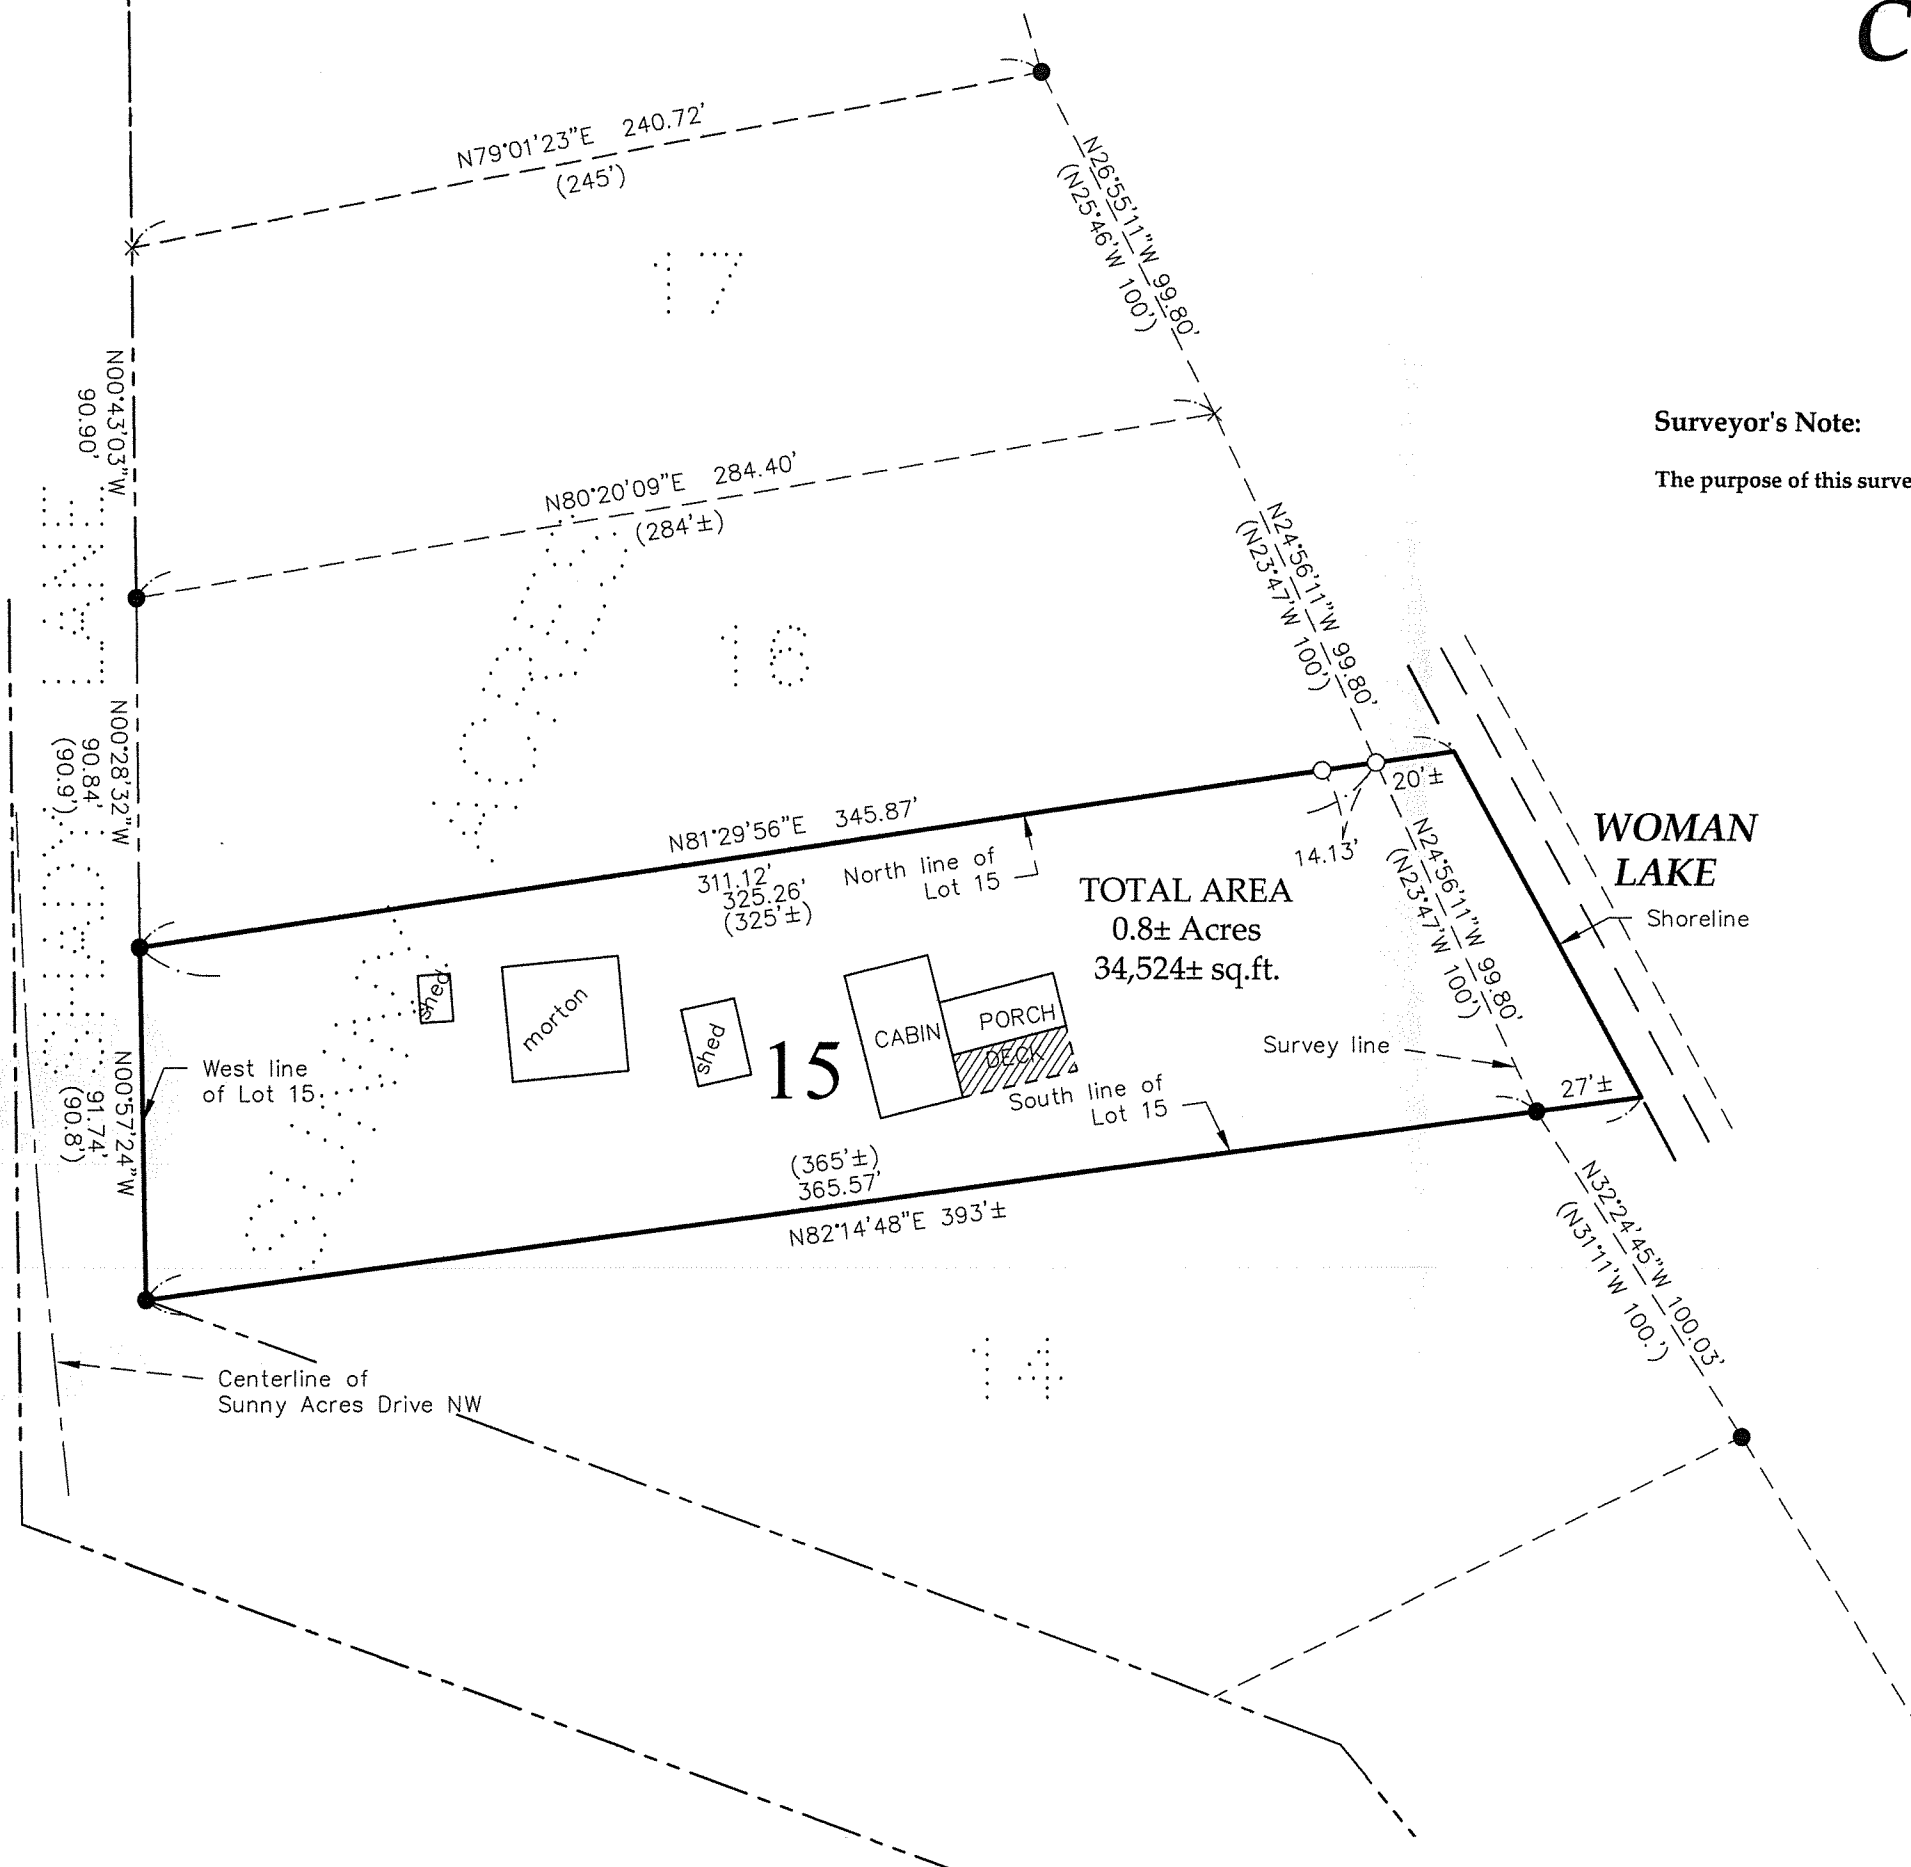 C
N79°01'23"E 240.72'
(245')
N26°55'11"W 99.80'
(N25°46'W 100')
17
N00°43'03"W
90.90'
Surveyor's Note:
The purpose of this surve
N80°20'09"E 284.40'
(284'±)
N24°56'11"W 99.80'
(N23°47'W 100')
LANE
16
N00°28'32"W
90.84'
(90.9')
20'±
WOMAN
LAKE
Shoreline
N81°29'56"E 345.87'
311.12'
325.26'
(325'±)
North line of
Lot 15
14.13'
N24°56'11"W 99.80'
(N23°47'W 100')
TOTAL AREA
0.8± Acres
34,524± sq.ft.
shed
morton
shed
15
CABIN
PORCH
DECK
Survey line
West line
of Lot 15
N00°57'24"W
91.74'
(90.8')
South line of
Lot 15
27'±
(365'±)
365.57'
N82°14'48"E 393'±
N32°24'45"W 100.03'
(N31°11'W 100.')
14
Centerline of
Sunny Acres Drive NW